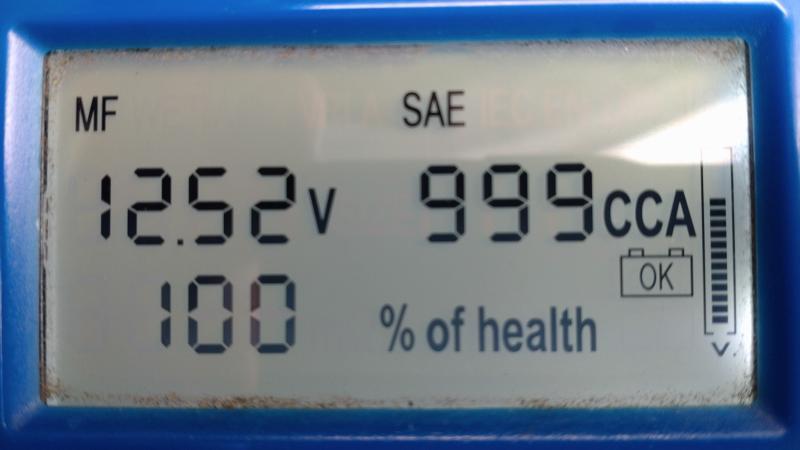 MF SAE
12.52V 999CCA
OK
100 % of health